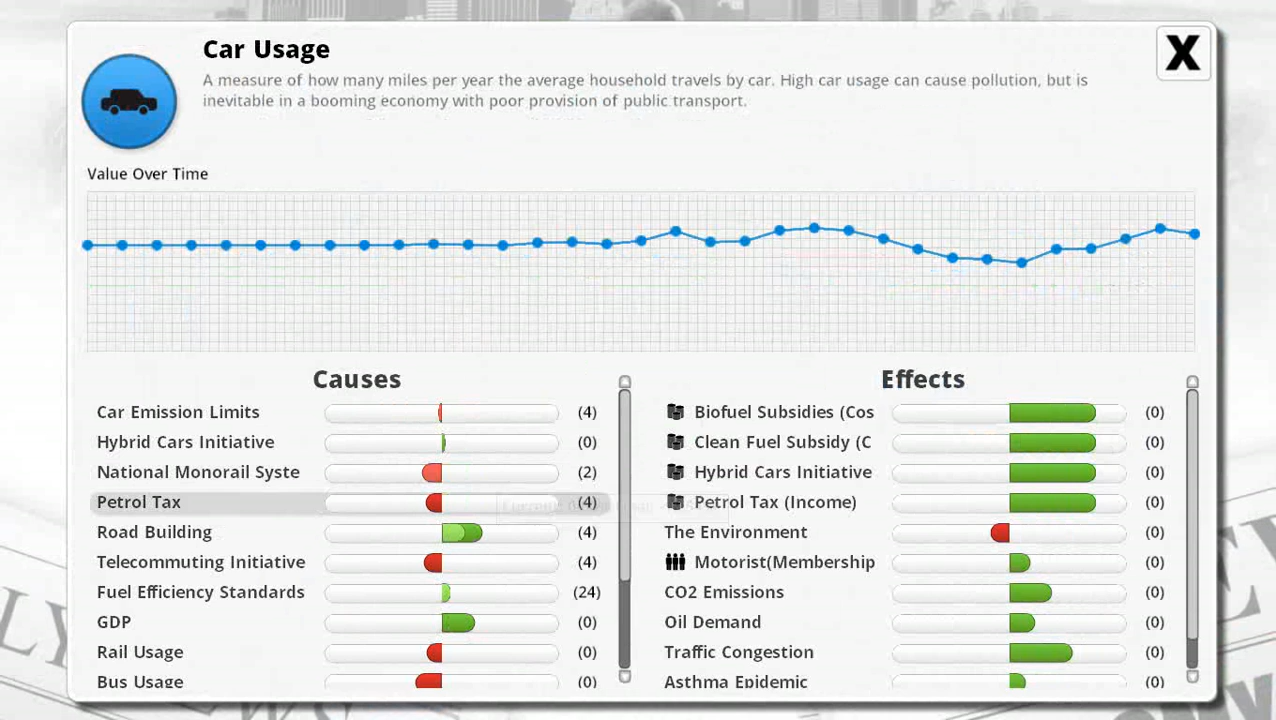 Car Usage
X
A measure of how many miles per year the average household travels by car. High car usage can cause pollution, but is
inevitable in a booming economy with poor provision of public transport.
Value Over Time
Causes
Effects
Car Emission Limits (4)
Biofuel Subsidies (Cos (0)
Hybrid Cars Initiative (0)
Clean Fuel Subsidy (C (0)
National Monorail Syste (2)
Hybrid Cars Initiative (0)
Petrol Tax (4)
Petrol Tax (Income) (0)
Road Building (4)
The Environment (0)
Telecommuting Initiative (4)
Motorist(Membership (0)
Fuel Efficiency Standards (24)
CO2 Emissions (0)
GDP (0)
Oil Demand (0)
Rail Usage (0)
Traffic Congestion (0)
Bus Usage (0)
Asthma Epidemic (0)